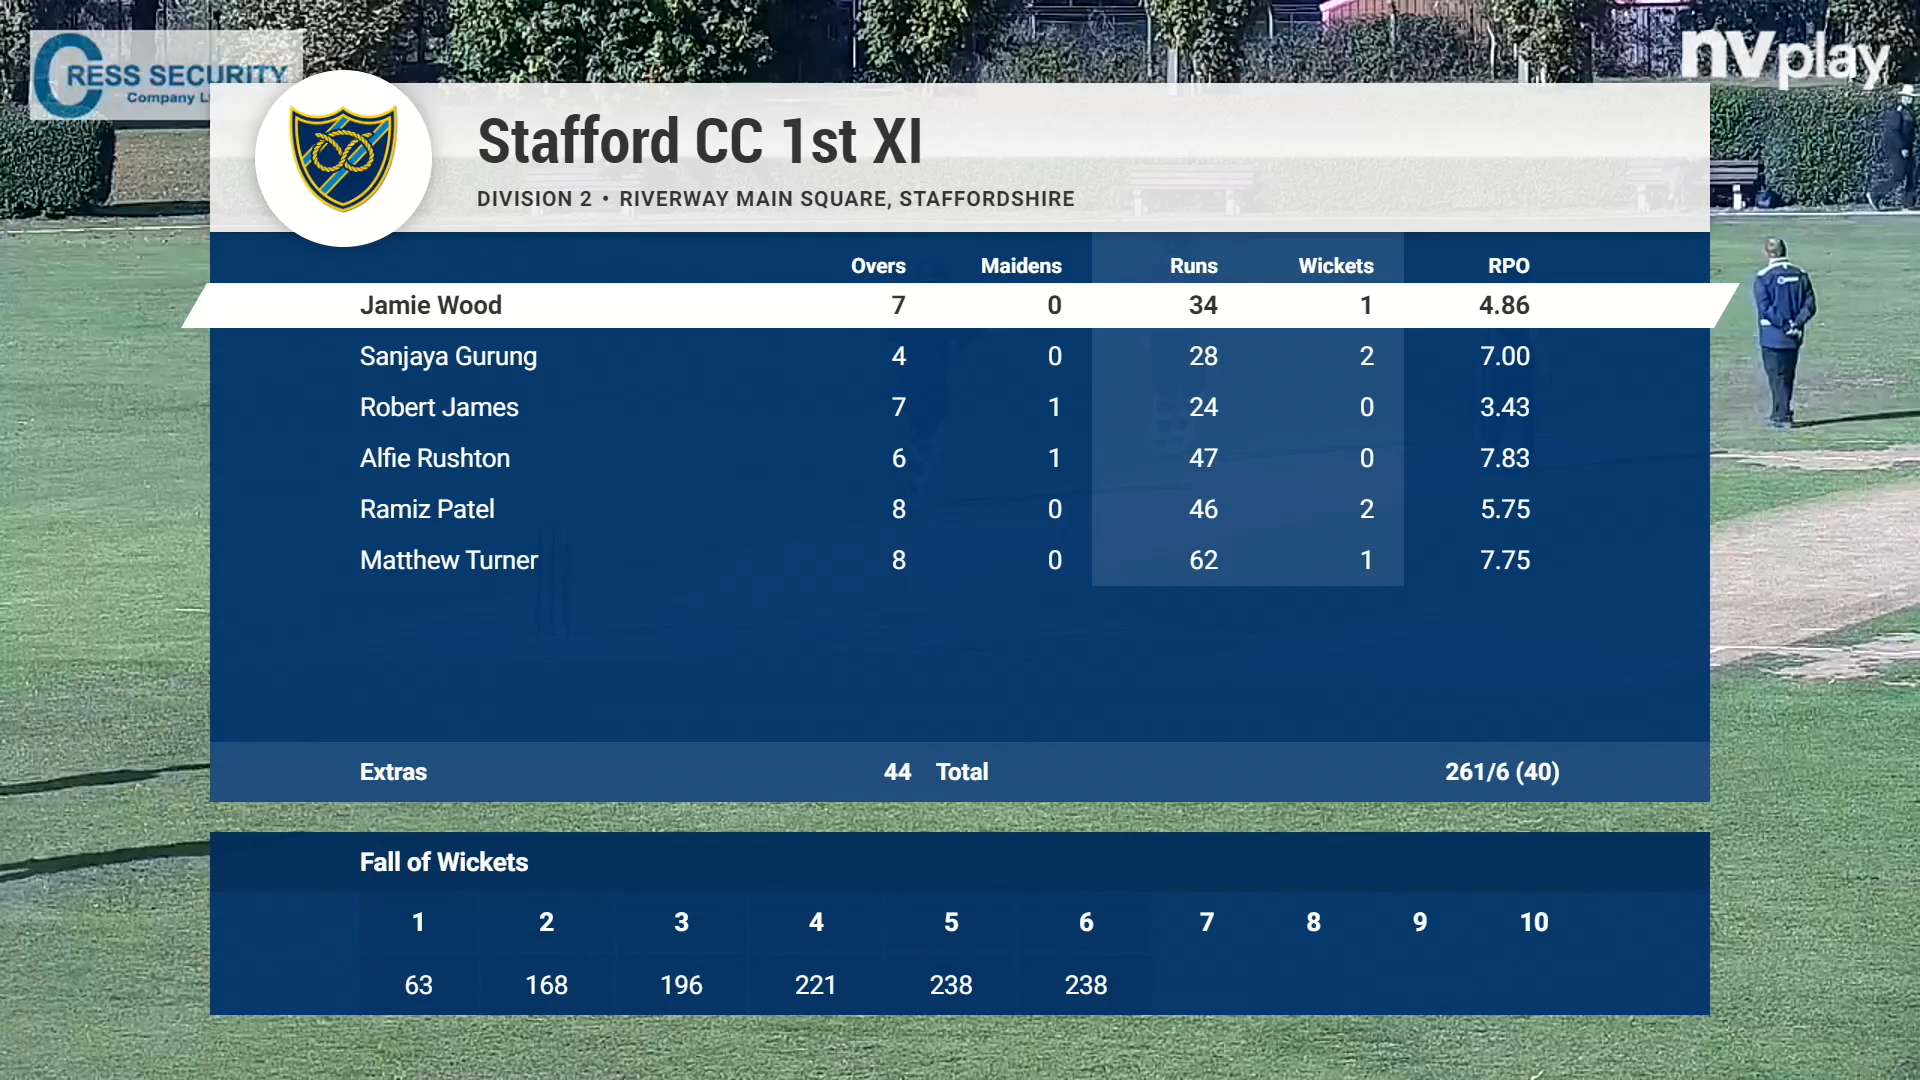 CRESS SECURITY
Company
nvplay
Stafford CC 1st XI
DIVISION 2 • RIVERWAY MAIN SQUARE, STAFFORDSHIRE
Overs Maidens Runs Wickets RPO
Jamie Wood 7 0 34 1 4.86
Sanjaya Gurung 4 0 28 2 7.00
Robert James 7 1 24 0 3.43
Alfie Rushton 6 1 47 0 7.83
Ramiz Patel 8 0 46 2 5.75
Matthew Turner 8 0 62 1 7.75
Extras 44 Total 261/6 (40)
Fall of Wickets
1 2 3 4 5 6 7 8 9 10
63 168 196 221 238 238